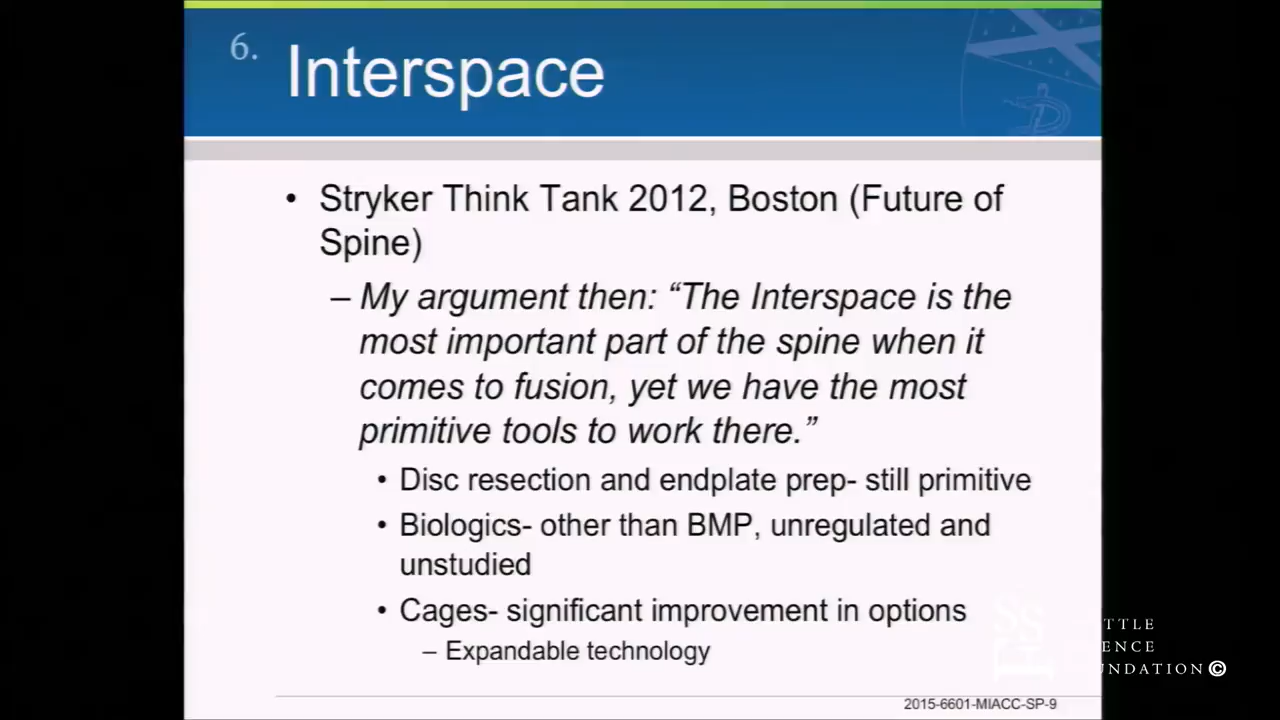 6. Interspace
• Stryker Think Tank 2012, Boston (Future of
Spine)
– My argument then: “The Interspace is the
most important part of the spine when it
comes to fusion, yet we have the most
primitive tools to work there.”
• Disc resection and endplate prep- still primitive
• Biologics- other than BMP, unregulated and
unstudied
• Cages- significant improvement in options
– Expandable technology
2015-6601-MIACC-SP-9